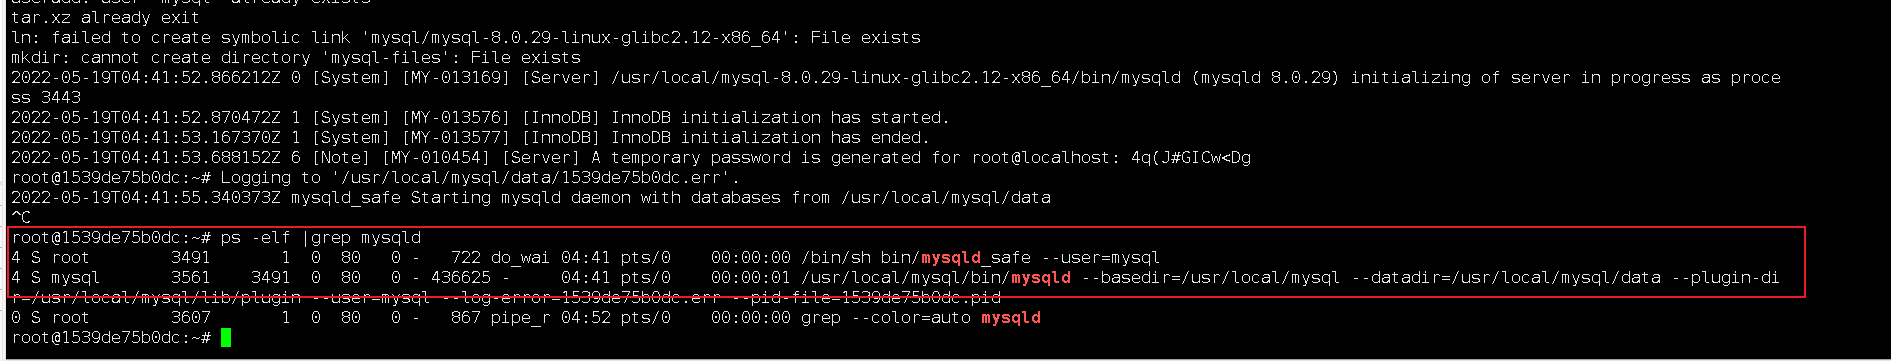 useradd: user 'mysql' already exists
tar.xz already exit
ln: failed to create symbolic link 'mysql/mysql-8.0.29-linux-glibc2.12-x86_64': File exists
mkdir: cannot create directory 'mysql-files': File exists
2022-05-19T04:41:52.866212Z 0 [System] [MY-013169] [Server] /usr/local/mysql-8.0.29-linux-glibc2.12-x86_64/bin/mysqld (mysqld 8.0.29) initializing of server in progress as proce
ss 3443
2022-05-19T04:41:52.870472Z 1 [System] [MY-013576] [InnoDB] InnoDB initialization has started.
2022-05-19T04:41:53.167370Z 1 [System] [MY-013577] [InnoDB] InnoDB initialization has ended.
2022-05-19T04:41:53.688152Z 6 [Note] [MY-010454] [Server] A temporary password is generated for root@localhost: 4q(J#GICw<Dg
root@1539de75b0dc:~# Logging to '/usr/local/mysql/data/1539de75b0dc.err'.
2022-05-19T04:41:55.340373Z mysqld_safe Starting mysqld daemon with databases from /usr/local/mysql/data
^C
root@1539de75b0dc:~# ps -elf |grep mysqld
4 S root 3491 1 0 80 0 - 722 do_wai 04:41 pts/0 00:00:00 /bin/sh bin/mysqld_safe --user=mysql
4 S mysql 3561 3491 0 80 0 - 436625 - 04:41 pts/0 00:00:01 /usr/local/mysql/bin/mysqld --basedir=/usr/local/mysql --datadir=/usr/local/mysql/data --plugin-di
r=/usr/local/mysql/lib/plugin --user=mysql --log-error=1539de75b0dc.err --pid-file=1539de75b0dc.pid
0 S root 3607 1 0 80 0 - 867 pipe_r 04:52 pts/0 00:00:00 grep --color=auto mysqld
root@1539de75b0dc:~#